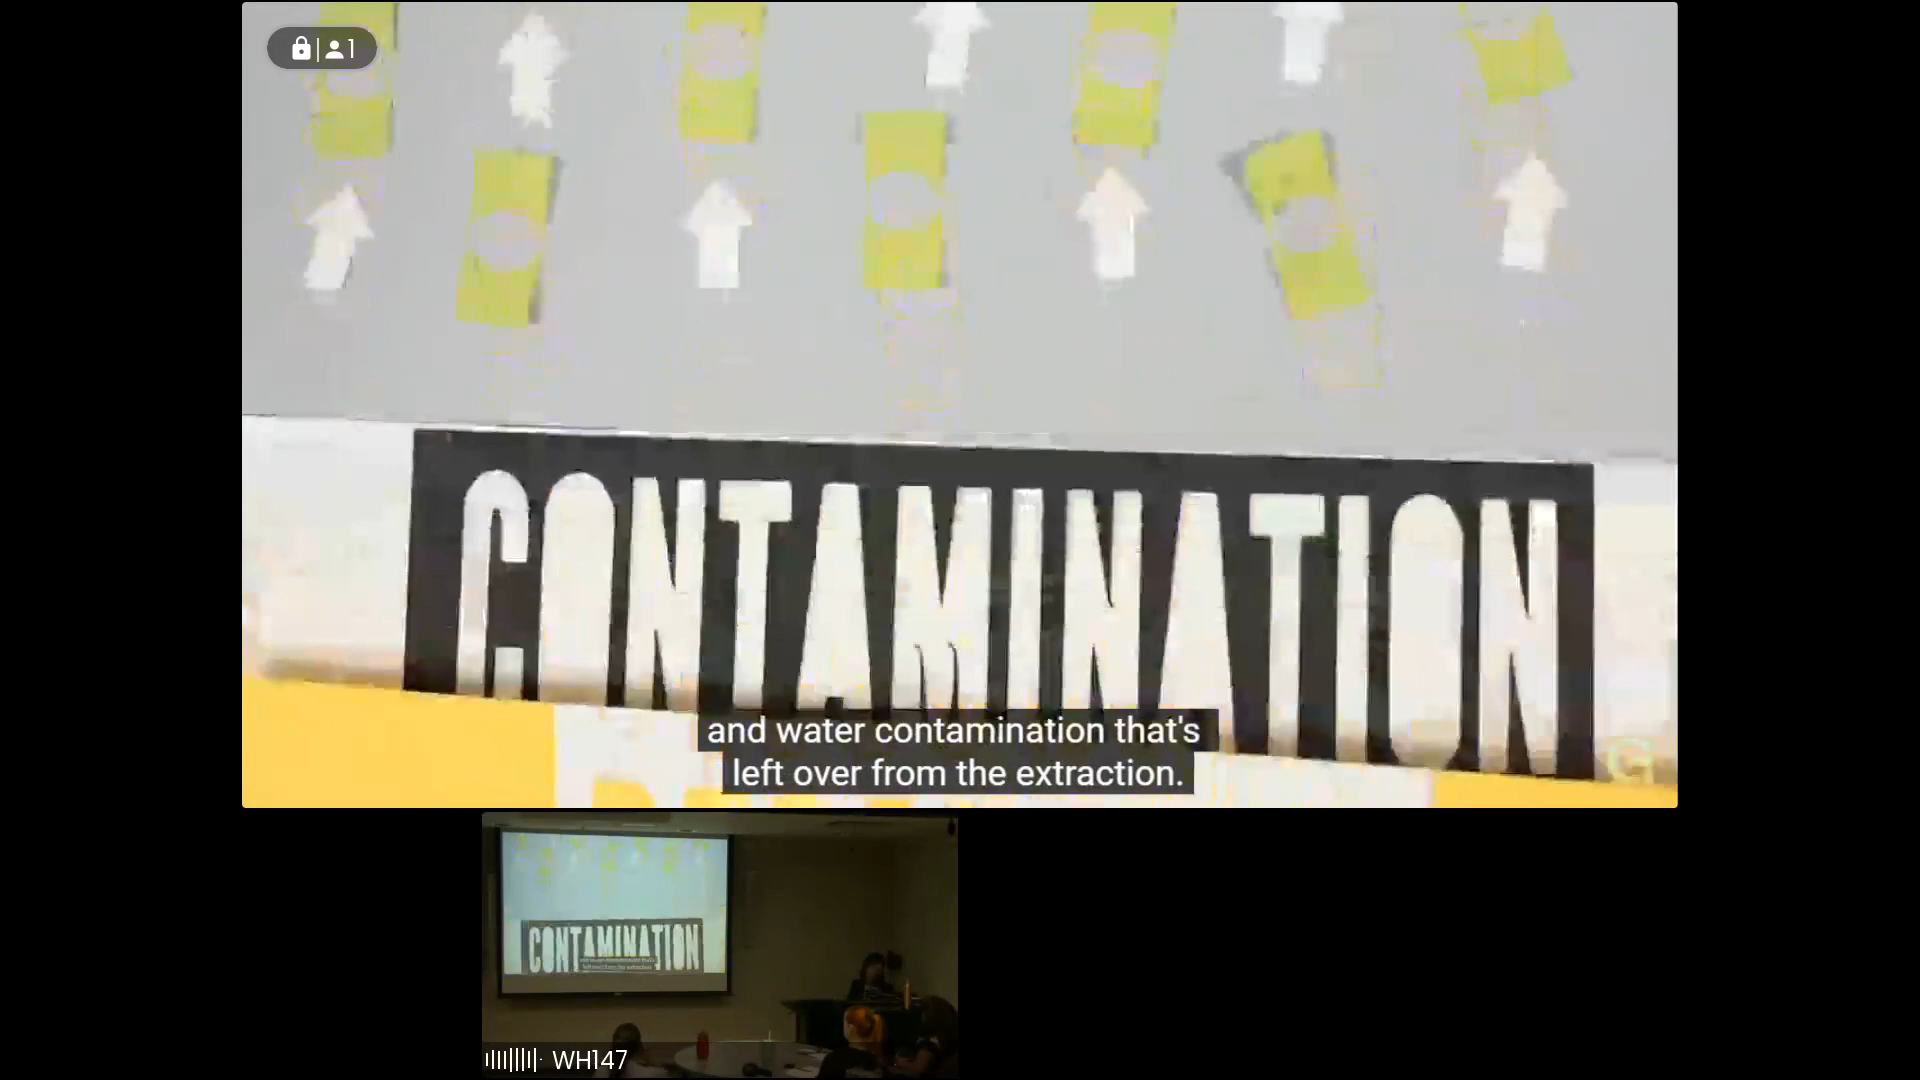 1
CONTAMINATION
and water contamination that's
left over from the extraction.
CONTAMINATION
WH147